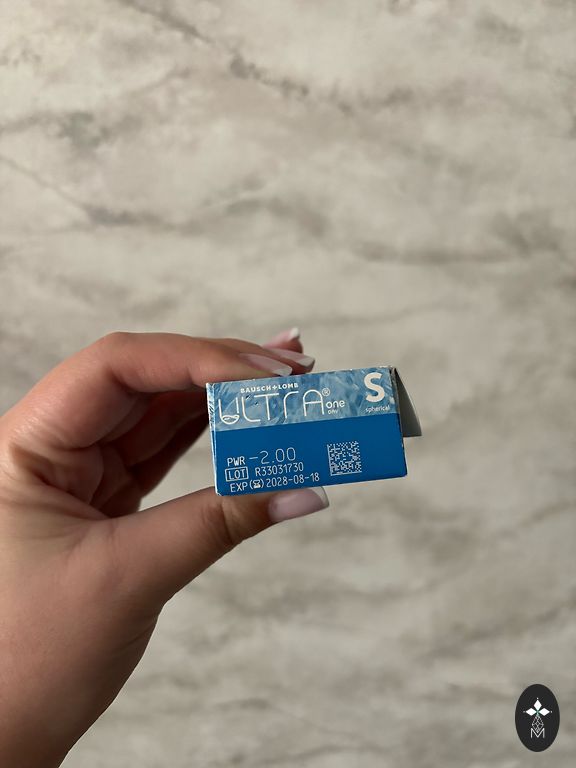 BAUSCH + LOMB
ULTRA® one DAY
S
spherical
PWR -2.00
LOT R33031730
EXP 2028-08-18
M